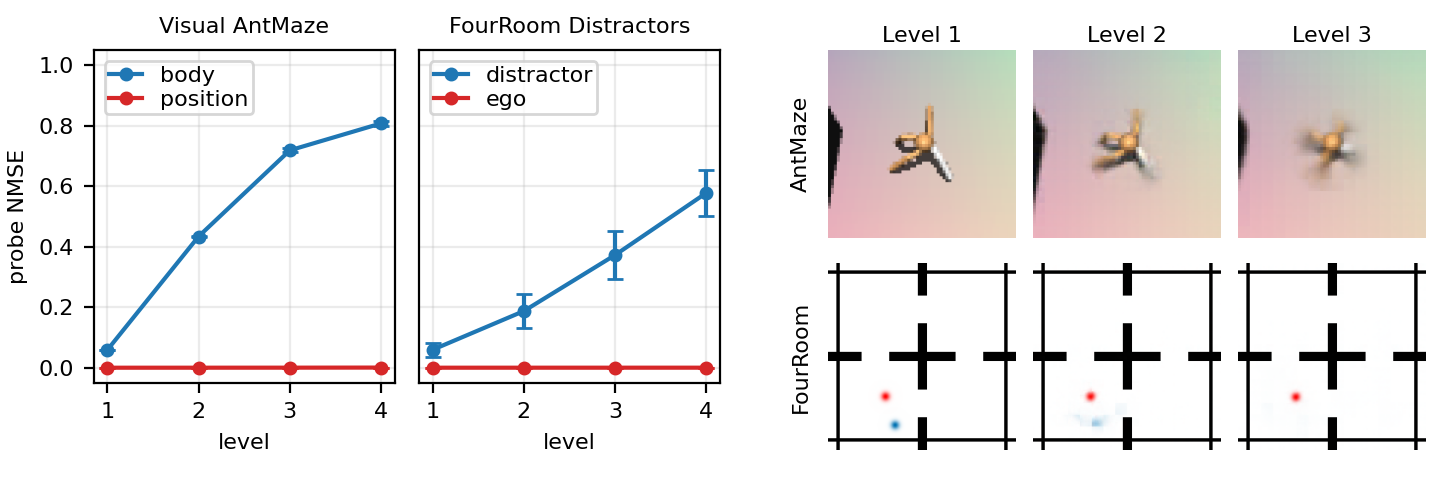 Visual AntMaze
FourRoom Distractors
probe NMSE
1.0
0.8
0.6
0.4
0.2
0.0
body
position
1 2 3 4
level
distractor
ego
1 2 3 4
level
Level 1 Level 2 Level 3
AntMaze
FourRoom